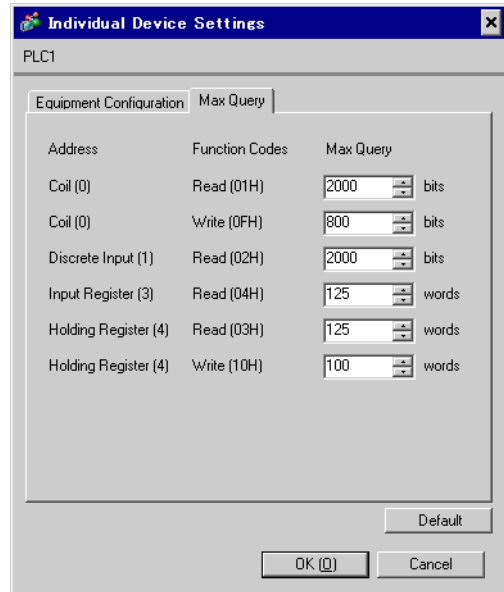 Individual Device Settings
PLC1
Equipment Configuration Max Query
Address Function Codes Max Query
Coil (0) Read (01H) 2000 bits
Coil (0) Write (0FH) 800 bits
Discrete Input (1) Read (02H) 2000 bits
Input Register (3) Read (04H) 125 words
Holding Register (4) Read (03H) 125 words
Holding Register (4) Write (10H) 100 words
Default
OK (O) Cancel